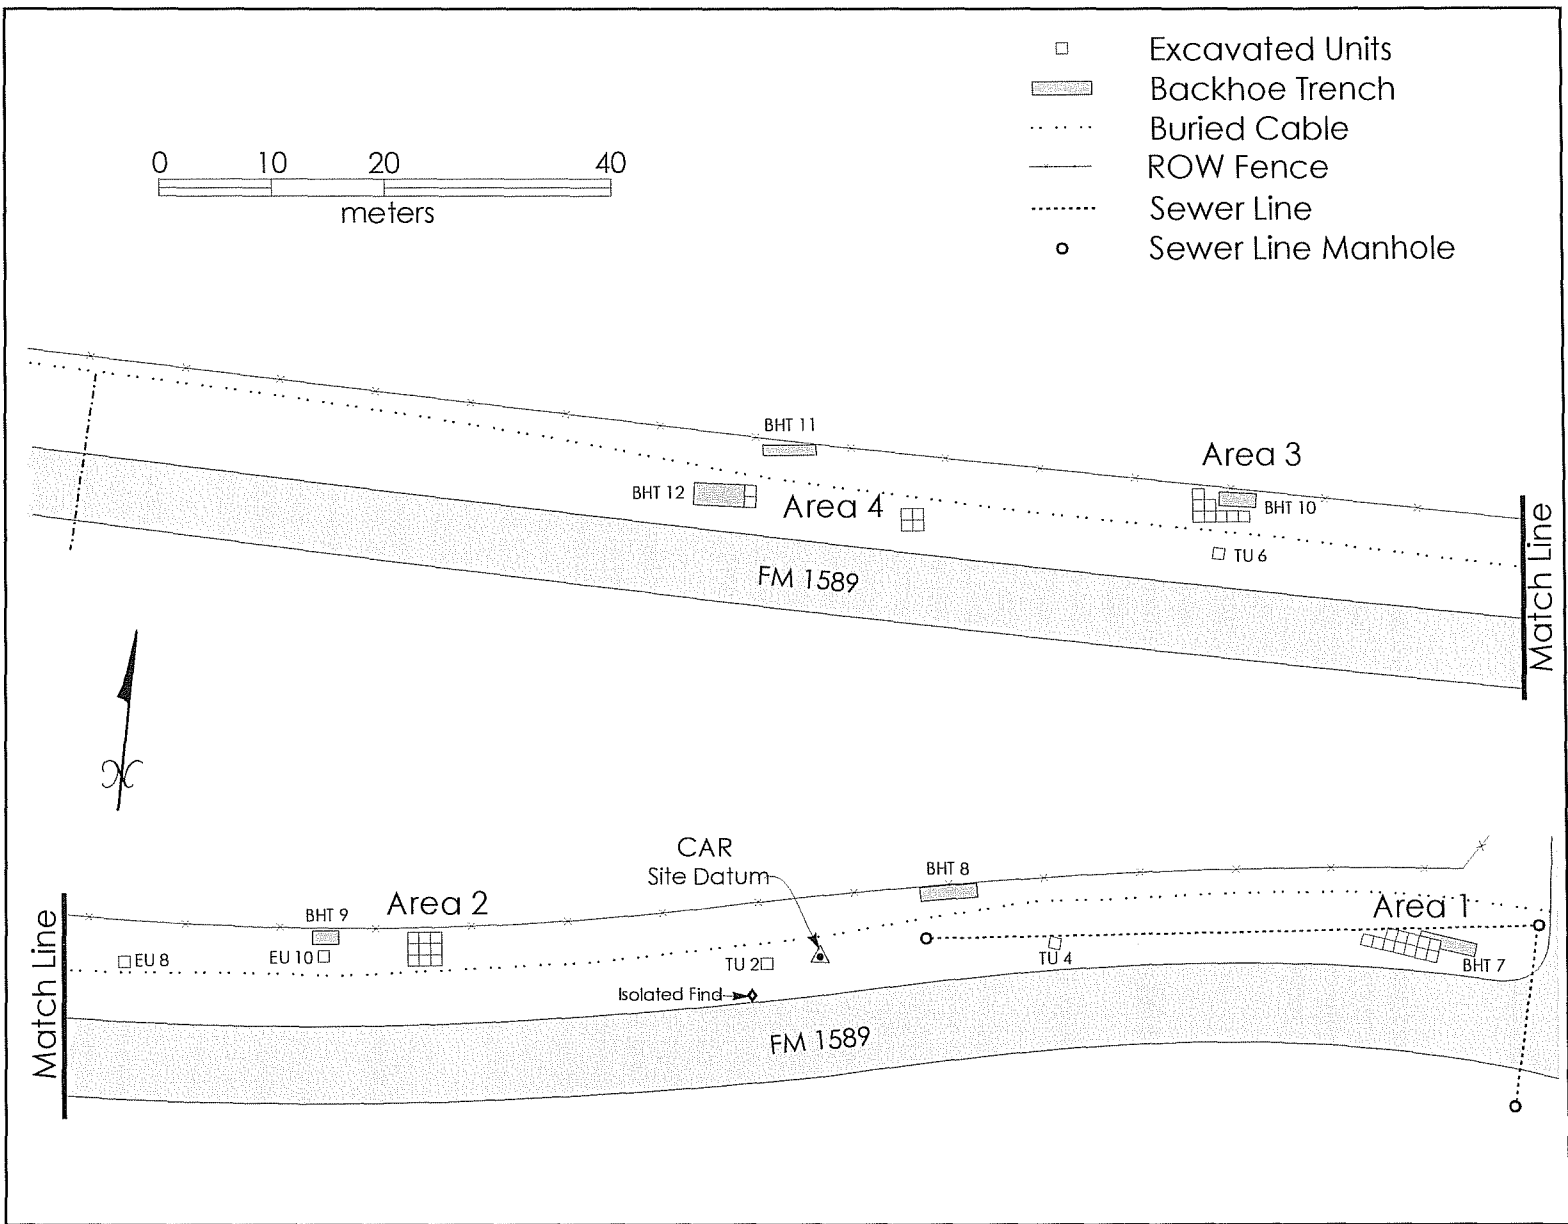 Excavated Units
Backhoe Trench
Buried Cable
ROW Fence
Sewer Line
Sewer Line Manhole
0 10 20 40
meters
BHT 11
Area 3
BHT 12
Area 4
BHT 10
TU 6
FM 1589
Match Line
CAR
Site Datum
BHT 8
Area 2
Area 1
BHT 9
EU 8
EU 10
TU 2
TU 4
BHT 7
Isolated Find
FM 1589
Match Line